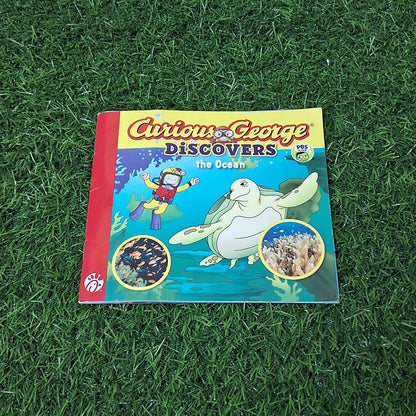 Curious George®
DiSCOVERS
the Ocean
PBS